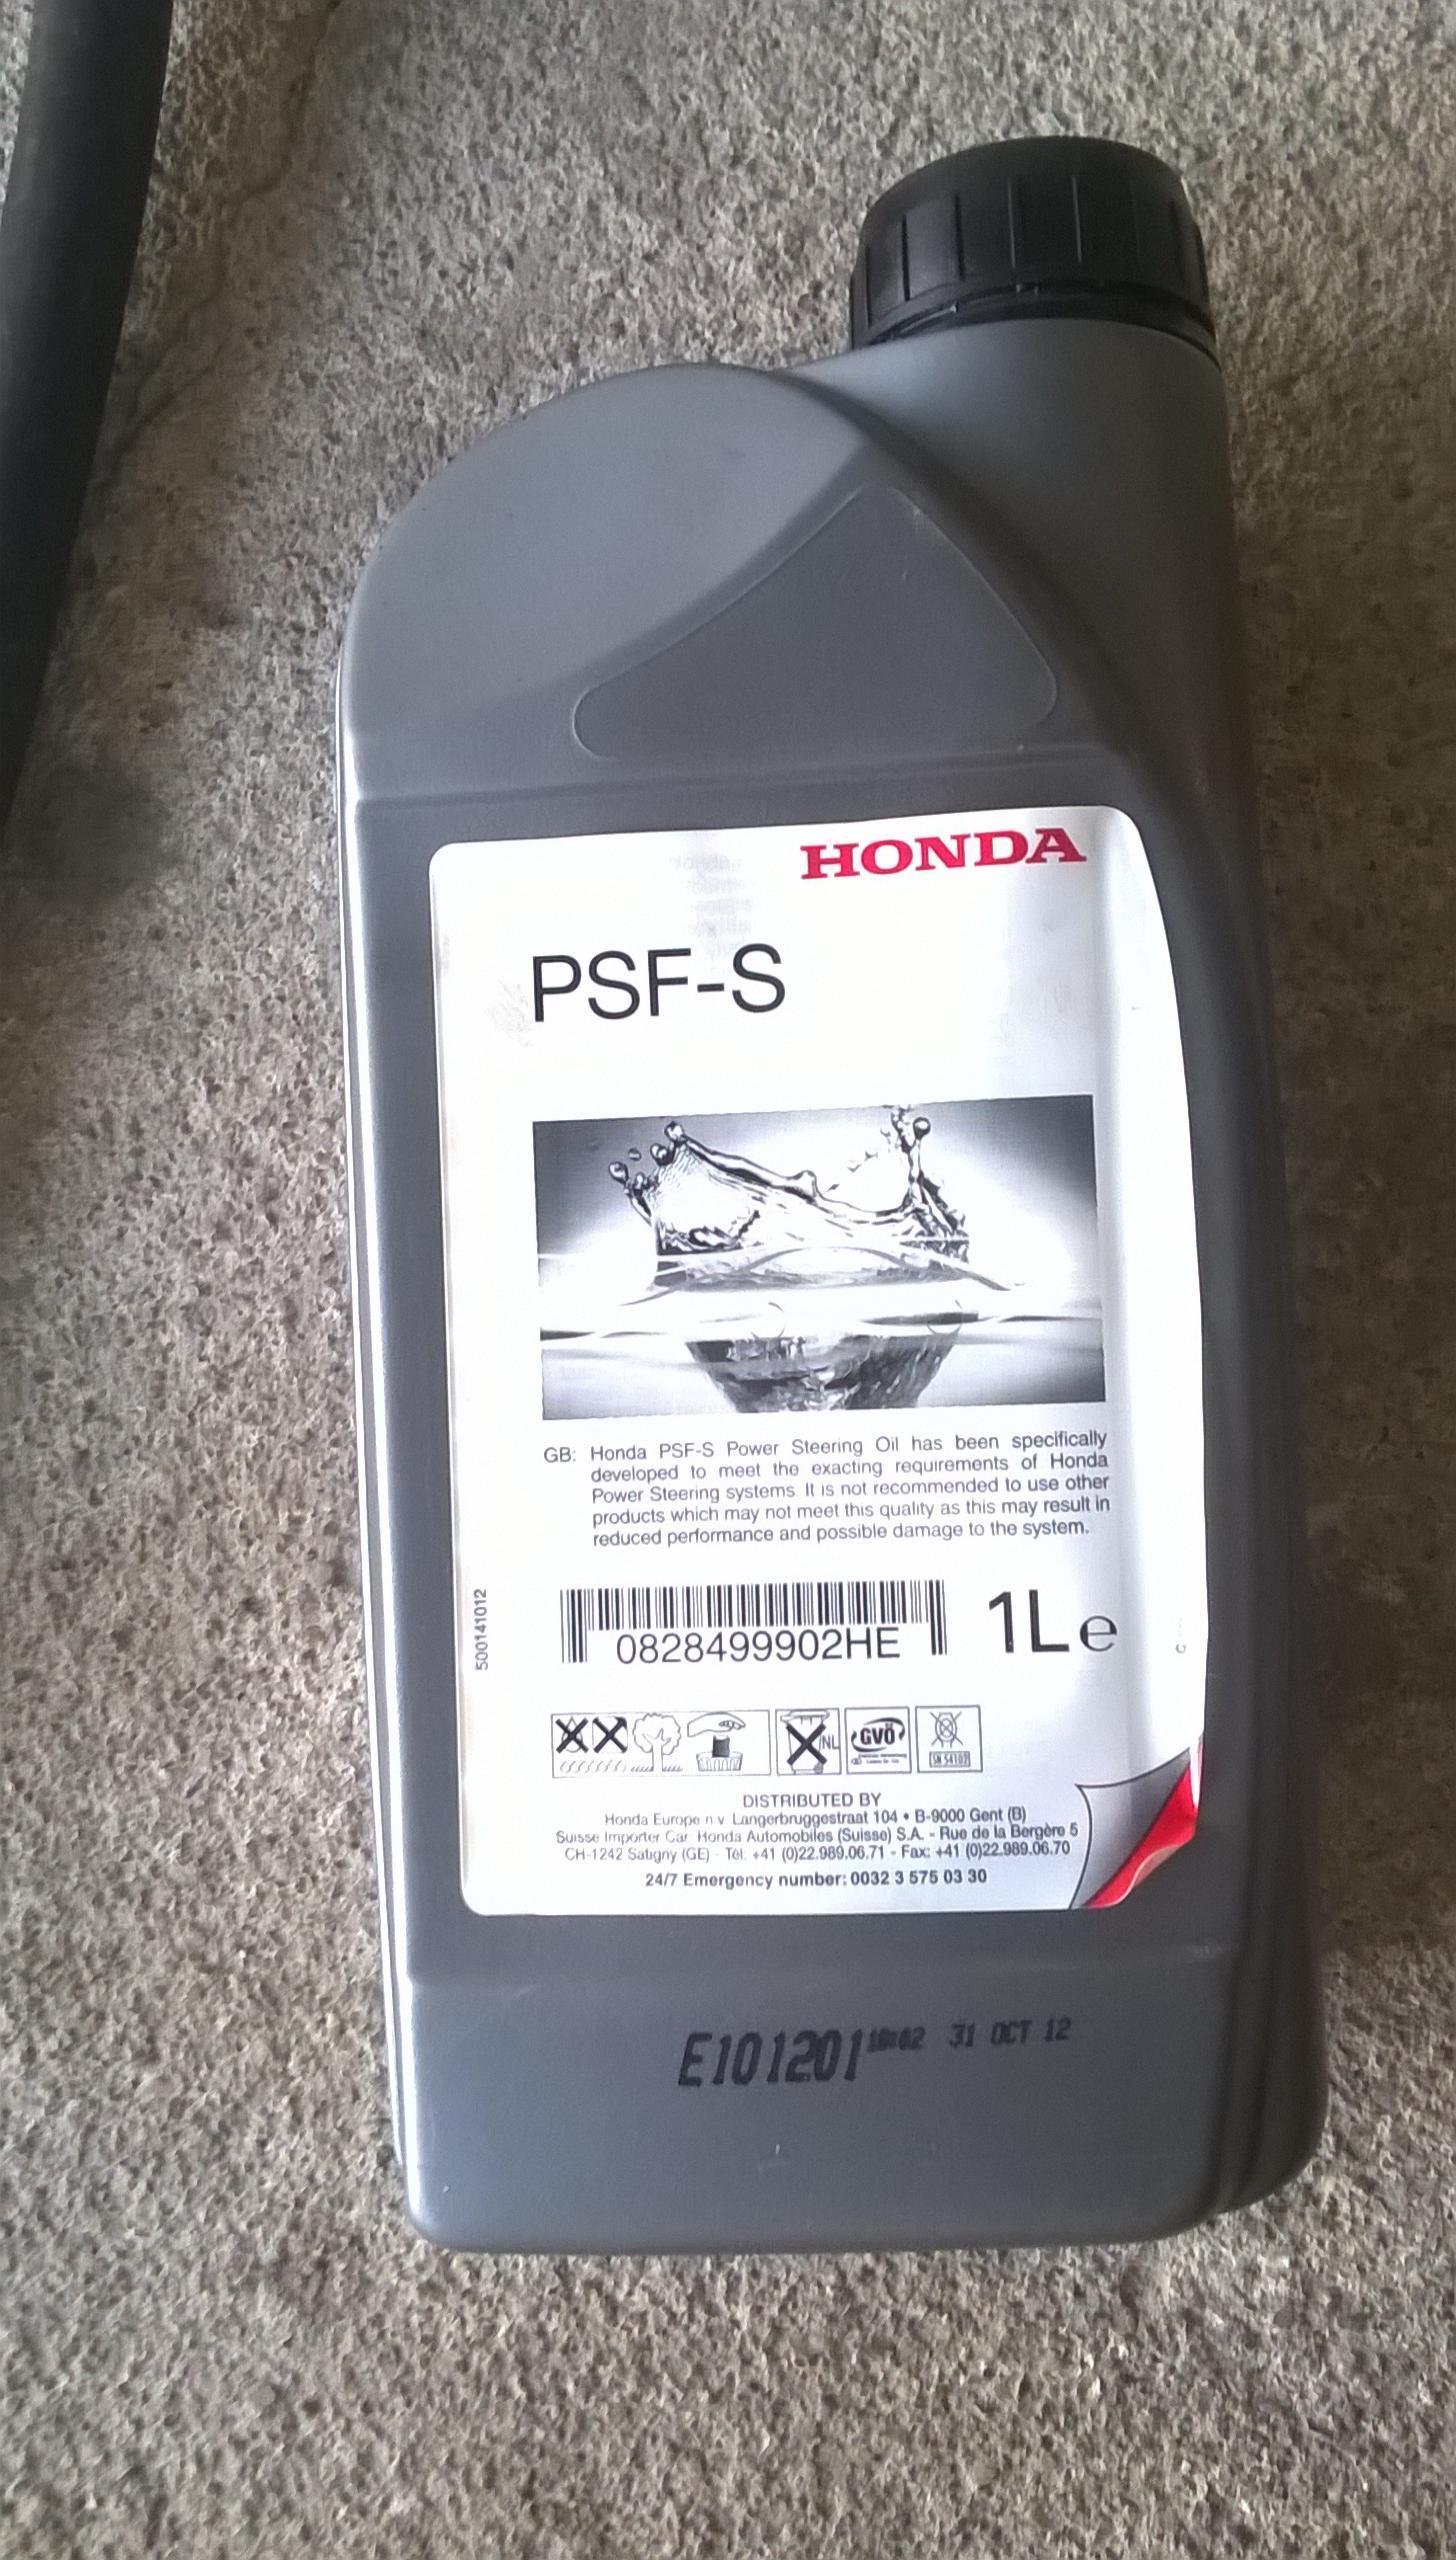 HONDA
PSF-S
GB: Honda PSF-S Power Steering Oil has been specifically
developed to meet the exacting requirements of Honda
Power Steering systems. It is not recommended to use other
products which may not meet this quality as this may result in
reduced performance and possible damage to the system.
500141012
0828499902HE
1L e
NL
GVÖ
DISTRIBUTED BY
Honda Europe n v Langerbruggestraat 104 • B-9000 Gent (B)
Suisse Importer Car Honda Automobiles (Suisse) S.A. - Rue de la Bergère 5
CH-1242 Satigny (GE) - Tél. +41 (0)22.989.06.71 - Fax: +41 (0)22.989.06.70
24/7 Emergency number: 0032 3 575 03 30
E101201 31 OCT 12